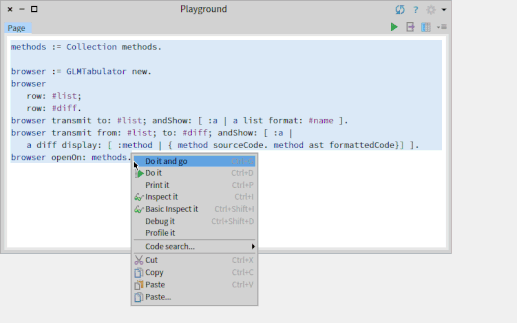 Playground
Page
methods := Collection methods.
browser := GLMTabulator new.
browser
row: #list;
row: #diff.
browser transmit to: #list; andShow: [ :a | a list format: #name ].
browser transmit from: #list; to: #diff; andShow: [ :a |
a diff display: [ :method | { method sourceCode. method ast formattedCode}] ].
browser openOn: methods.
Do it and go
Do it Ctrl+D
Print it Ctrl+P
Inspect it Ctrl+I
Basic Inspect it Ctrl+Shift+I
Debug it Ctrl+Shift+D
Profile it
Code search...
Cut Ctrl+X
Copy Ctrl+C
Paste Ctrl+V
Paste...